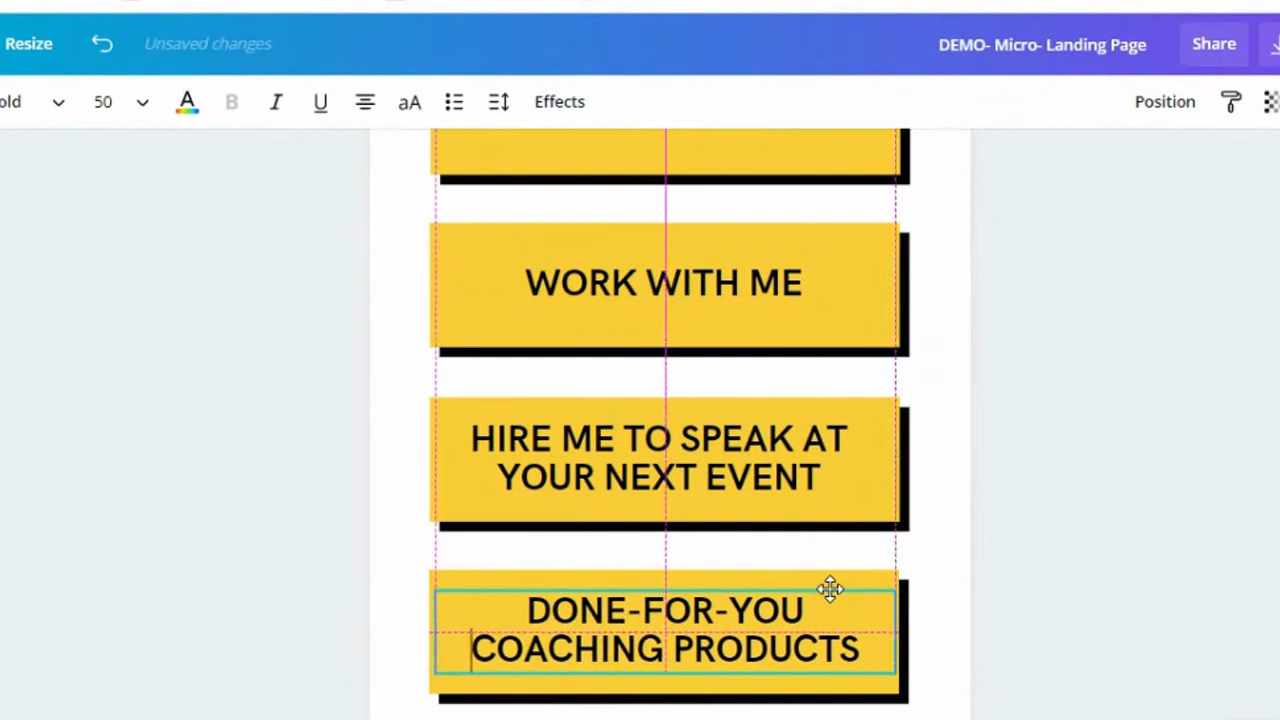 Resize
Unsaved changes
DEMO- Micro- Landing Page
Share
old
50
A
B
I
U
aA
Effects
Position
WORK WITH ME
HIRE ME TO SPEAK AT
YOUR NEXT EVENT
DONE-FOR-YOU
COACHING PRODUCTS